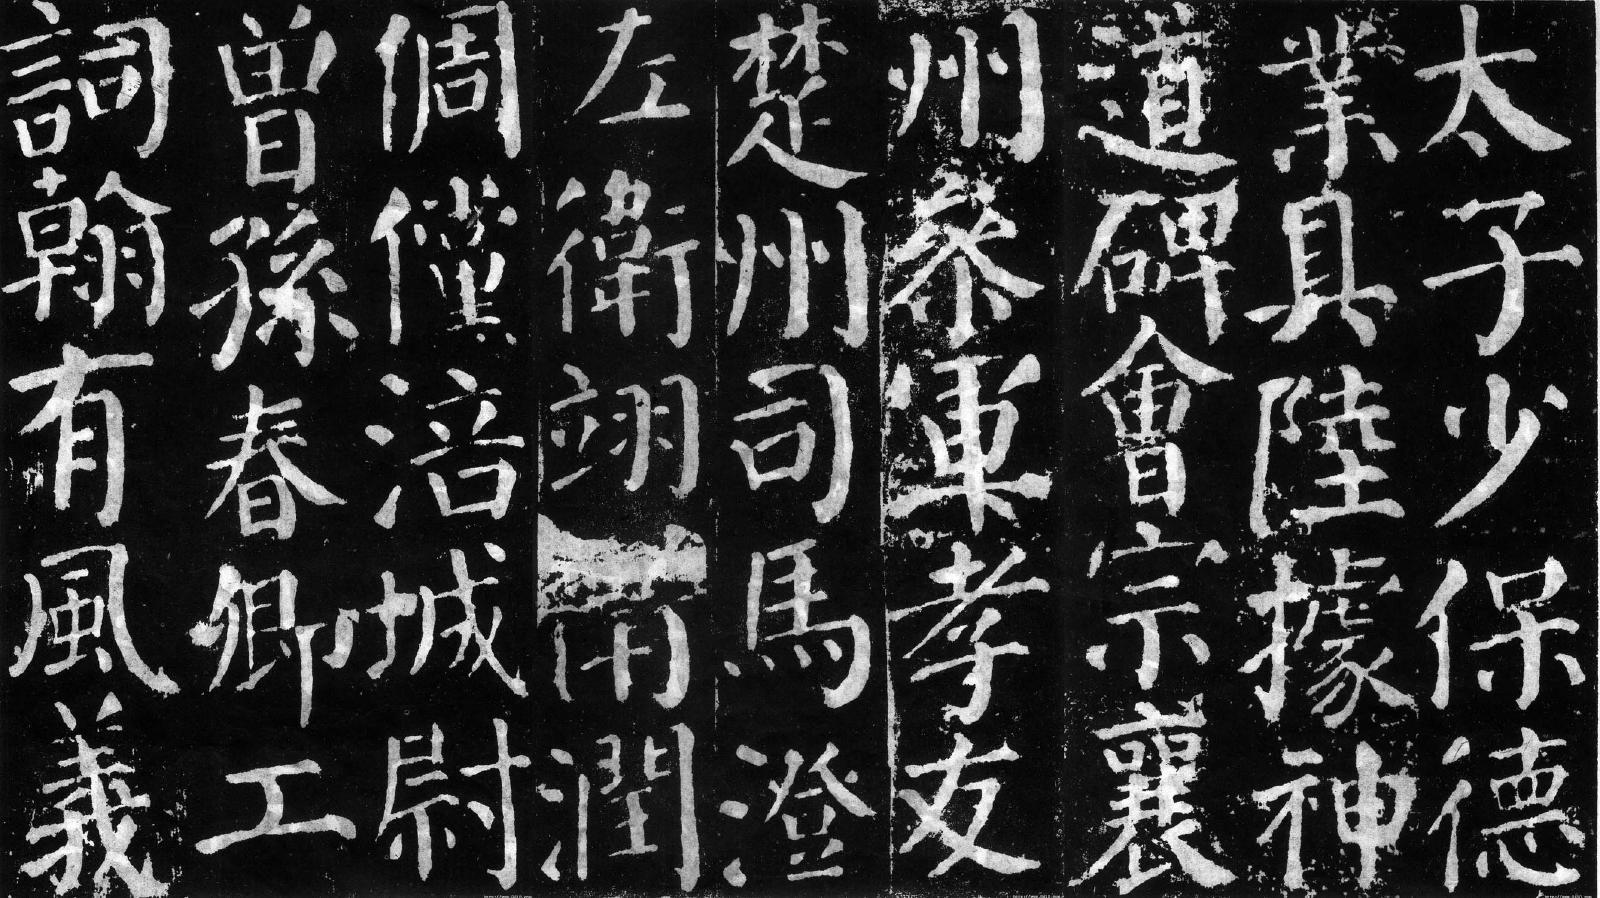 太子少保德
業具陸據神
道碑會宗襄
州參軍孝友
楚州司馬澄
左衛翊潤
倜儻涪城尉
曾孫春卿工
詞翰有風義